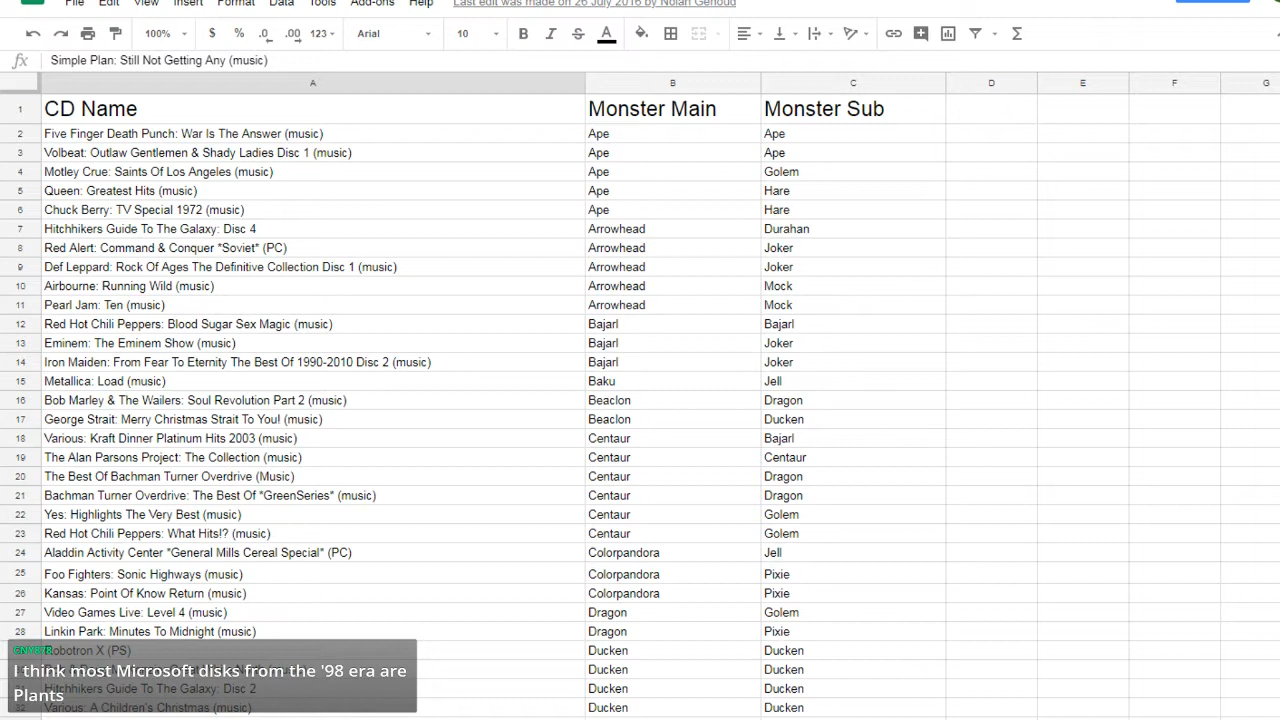 File Edit View Insert Format Data Tools Add-ons Help Last edit was made on 26 July 2016 by Nolan Genoud
100% $ % .0 .00 123 Arial 10 B I S A Σ
fx Simple Plan: Still Not Getting Any (music)
A B C D E F G
1 CD Name Monster Main Monster Sub
2 Five Finger Death Punch: War Is The Answer (music) Ape Ape
3 Volbeat: Outlaw Gentlemen & Shady Ladies Disc 1 (music) Ape Ape
4 Motley Crue: Saints Of Los Angeles (music) Ape Golem
5 Queen: Greatest Hits (music) Ape Hare
6 Chuck Berry: TV Special 1972 (music) Ape Hare
7 Hitchhikers Guide To The Galaxy: Disc 4 Arrowhead Durahan
8 Red Alert: Command & Conquer *Soviet* (PC) Arrowhead Joker
9 Def Leppard: Rock Of Ages The Definitive Collection Disc 1 (music) Arrowhead Joker
10 Airbourne: Running Wild (music) Arrowhead Mock
11 Pearl Jam: Ten (music) Arrowhead Mock
12 Red Hot Chili Peppers: Blood Sugar Sex Magic (music) Bajarl Bajarl
13 Eminem: The Eminem Show (music) Bajarl Joker
14 Iron Maiden: From Fear To Eternity The Best Of 1990-2010 Disc 2 (music) Bajarl Joker
15 Metallica: Load (music) Baku Jell
16 Bob Marley & The Wailers: Soul Revolution Part 2 (music) Beaclon Dragon
17 George Strait: Merry Christmas Strait To You! (music) Beaclon Ducken
18 Various: Kraft Dinner Platinum Hits 2003 (music) Centaur Bajarl
19 The Alan Parsons Project: The Collection (music) Centaur Centaur
20 The Best Of Bachman Turner Overdrive (Music) Centaur Dragon
21 Bachman Turner Overdrive: The Best Of *GreenSeries* (music) Centaur Dragon
22 Yes: Highlights The Very Best (music) Centaur Golem
23 Red Hot Chili Peppers: What Hits!? (music) Centaur Golem
24 Aladdin Activity Center *General Mills Cereal Special* (PC) Colorpandora Jell
25 Foo Fighters: Sonic Highways (music) Colorpandora Pixie
26 Kansas: Point Of Know Return (music) Colorpandora Pixie
27 Video Games Live: Level 4 (music) Dragon Golem
28 Linkin Park: Minutes To Midnight (music) Dragon Pixie
Robotron X (PS) Ducken Ducken
Ducken Ducken
Hitchhikers Guide To The Galaxy: Disc 2 Ducken Ducken
32 Various: A Children's Christmas (music) Ducken Ducken
I think most Microsoft disks from the '98 era are
Plants